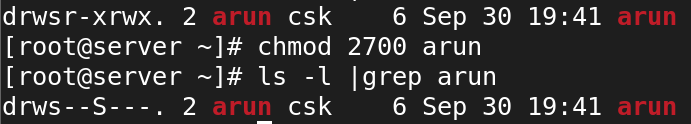 drwsr-xrwx. 2 arun csk    6 Sep 30 19:41 arun
[root@server ~]# chmod 2700 arun
[root@server ~]# ls -l |grep arun
drws--S---. 2 arun csk    6 Sep 30 19:41 arun